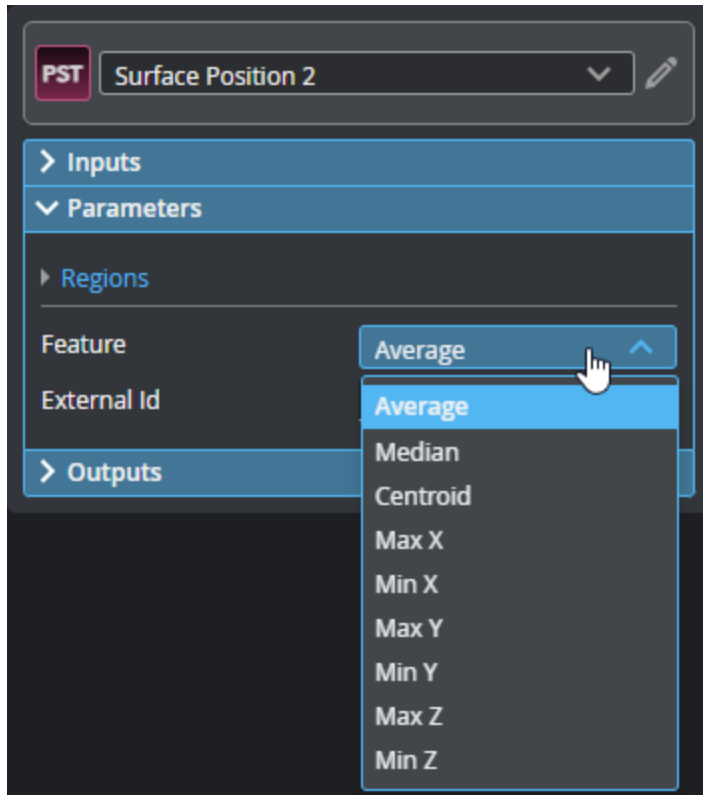 PST Surface Position 2
Inputs
Parameters
Regions
Feature Average
External Id Average
Median
Outputs Centroid
Max X
Min X
Max Y
Min Y
Max Z
Min Z